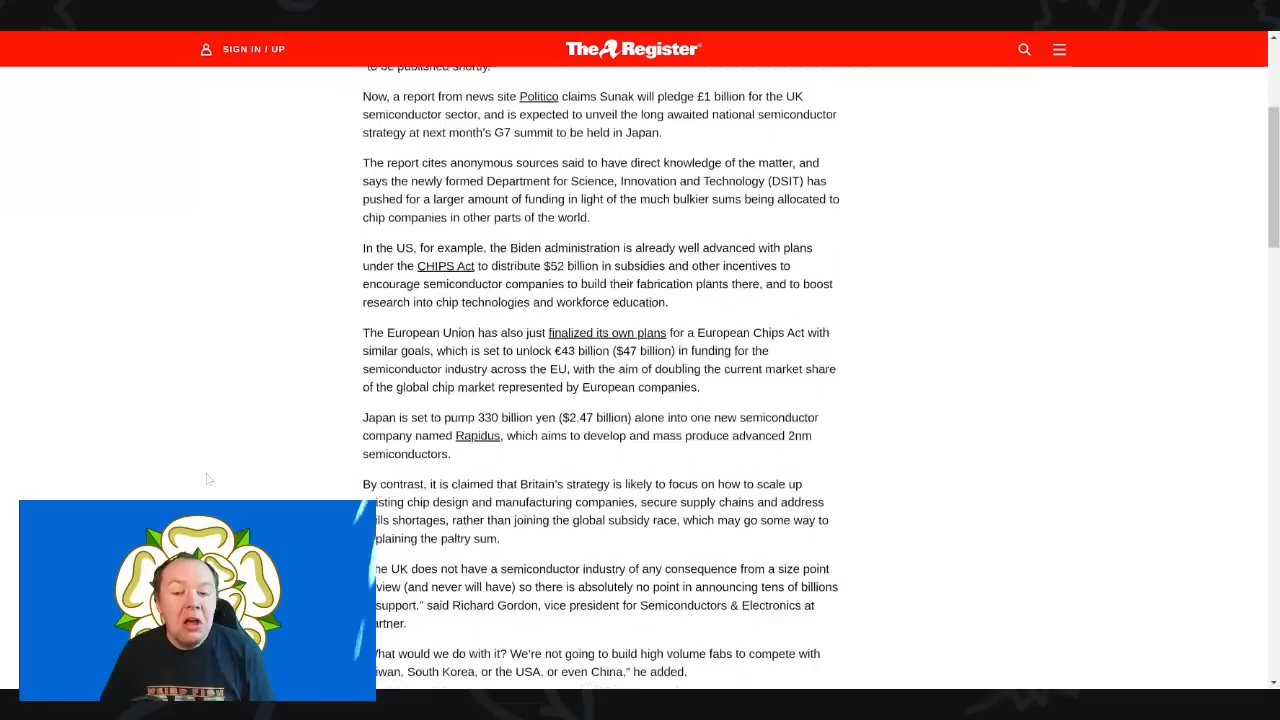 SIGN IN / UP
The Register
to be published shortly."
Now, a report from news site Politico claims Sunak will pledge £1 billion for the UK
semiconductor sector, and is expected to unveil the long awaited national semiconductor
strategy at next month's G7 summit to be held in Japan.
The report cites anonymous sources said to have direct knowledge of the matter, and
says the newly formed Department for Science, Innovation and Technology (DSIT) has
pushed for a larger amount of funding in light of the much bulkier sums being allocated to
chip companies in other parts of the world.
In the US, for example, the Biden administration is already well advanced with plans
under the CHIPS Act to distribute $52 billion in subsidies and other incentives to
encourage semiconductor companies to build their fabrication plants there, and to boost
research into chip technologies and workforce education.
The European Union has also just finalized its own plans for a European Chips Act with
similar goals, which is set to unlock €43 billion ($47 billion) in funding for the
semiconductor industry across the EU, with the aim of doubling the current market share
of the global chip market represented by European companies.
Japan is set to pump 330 billion yen ($2.47 billion) alone into one new semiconductor
company named Rapidus, which aims to develop and mass produce advanced 2nm
semiconductors.
By contrast, it is claimed that Britain's strategy is likely to focus on how to scale up
isting chip design and manufacturing companies, secure supply chains and address
ills shortages, rather than joining the global subsidy race, which may go some way to
plaining the paltry sum.
he UK does not have a semiconductor industry of any consequence from a size point
view (and never will have) so there is absolutely no point in announcing tens of billions
support," said Richard Gordon, vice president for Semiconductors & Electronics at
artner.
hat would we do with it? We're not going to build high volume fabs to compete with
wan, South Korea, or the USA, or even China," he added.